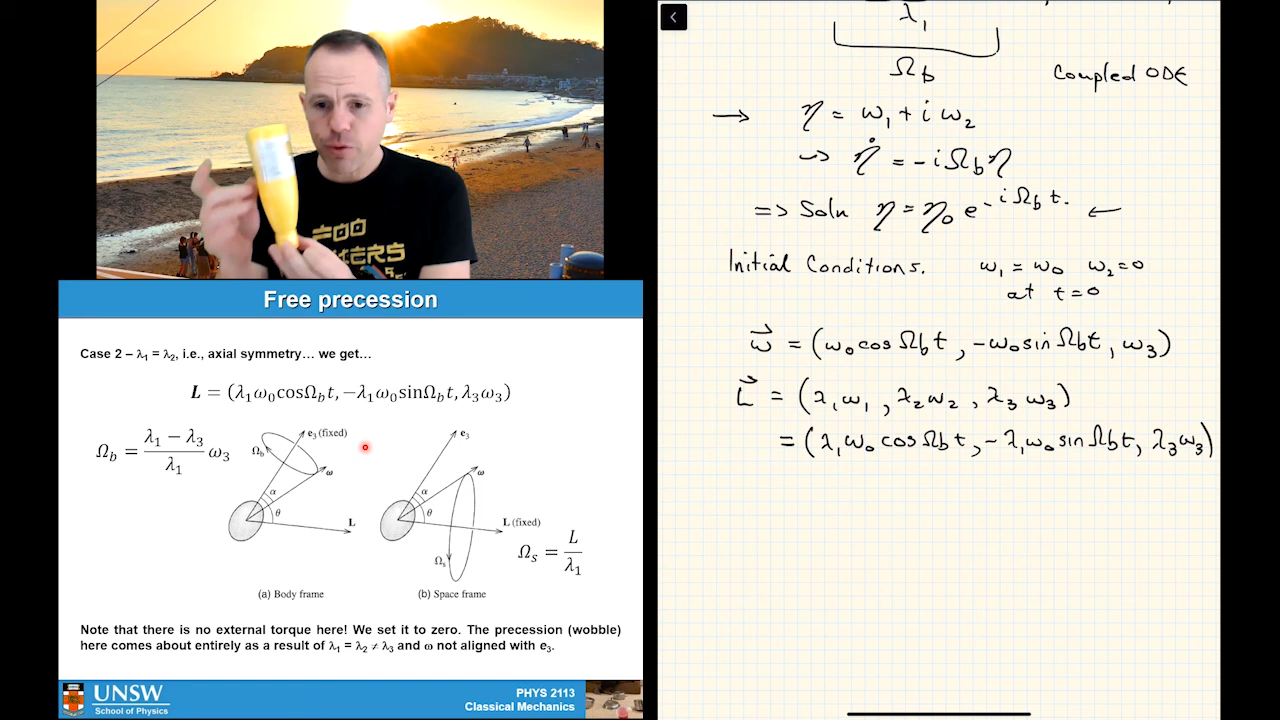 FOO
Free precession
Case 2 – λ₁ = λ₂, i.e., axial symmetry… we get…
L = (λ₁ω₀cosΩ_b t, −λ₁ω₀sinΩ_b t, λ₃ω₃)
Ω_b = (λ₁ − λ₃)/λ₁ ω₃
e₃ (fixed)
Ω_b
ω
α
θ
L
(a) Body frame
e₃
ω
α
θ
L (fixed)
Ω_s
(b) Space frame
Ω_s = L/λ₁
Note that there is no external torque here! We set it to zero. The precession (wobble)
here comes about entirely as a result of λ₁ = λ₂ ≠ λ₃ and ω not aligned with e₃.
UNSW
School of Physics
PHYS 2113
Classical Mechanics
λ₁
Ω_b
Coupled ODE
→ η = ω₁ + i ω₂
↪ η̇ = −i Ω_b η
⇒ Soln η = η₀ e^(−iΩ_b t). ←
Initial Conditions. ω₁ = ω₀ ω₂ = 0
at t = 0
ω⃗ = (ω₀ cos Ω_b t, −ω₀ sin Ω_b t, ω₃)
L⃗ = (λ₁ω₁, λ₂ω₂, λ₃ω₃)
= (λ₁ω₀ cos Ω_b t, −λ₁ω₀ sin Ω_b t, λ₃ω₃)